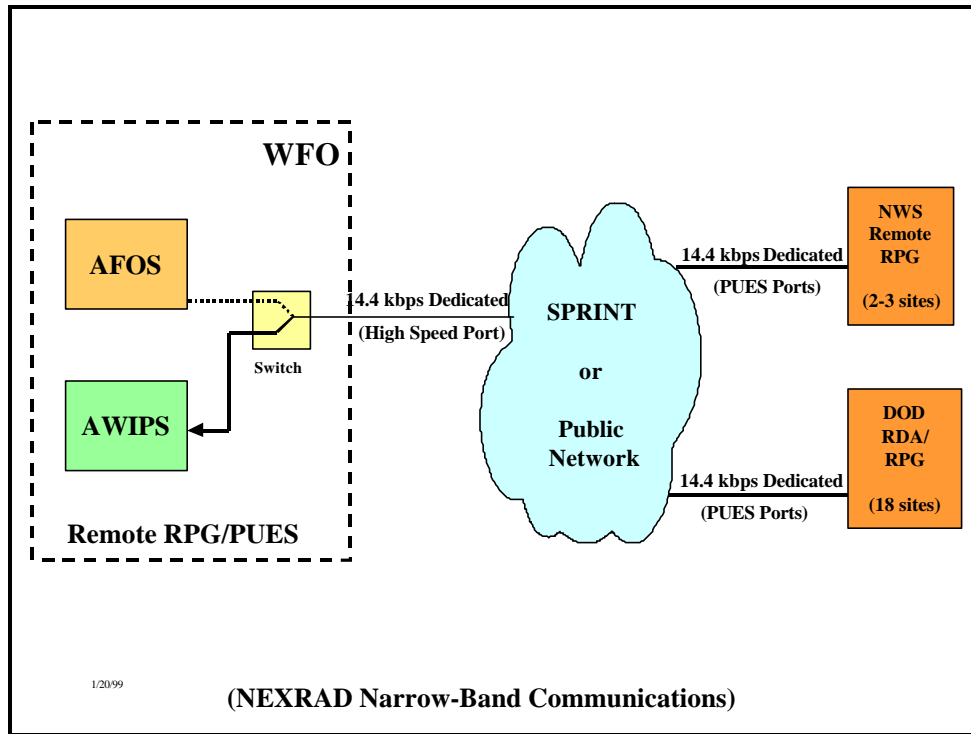 WFO
AFOS
AWIPS
Switch
Remote RPG/PUES
14.4 kbps Dedicated
(High Speed Port)
SPRINT
or
Public
Network
14.4 kbps Dedicated
(PUES Ports)
NWS
Remote
RPG
(2-3 sites)
14.4 kbps Dedicated
(PUES Ports)
DOD
RDA/
RPG
(18 sites)
1/20/99
(NEXRAD Narrow-Band Communications)